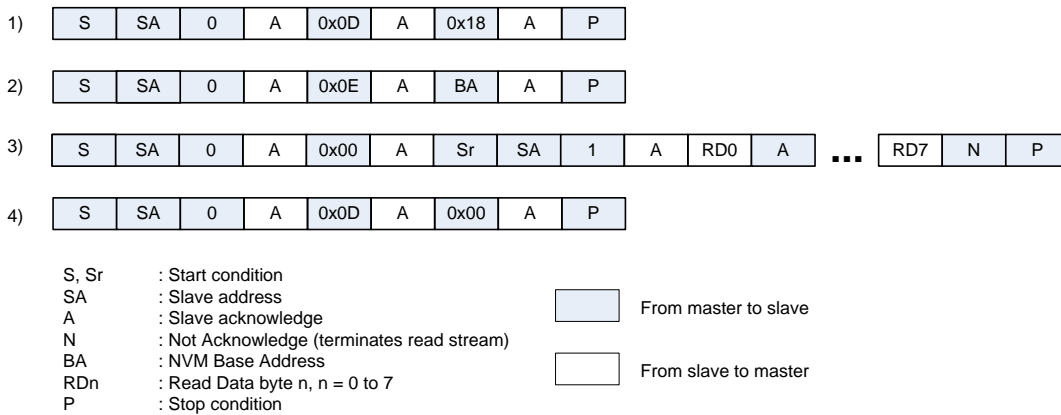 1) S SA 0 A 0x0D A 0x18 A P
2) S SA 0 A 0x0E A BA A P
3) S SA 0 A 0x00 A Sr SA 1 A RD0 A ... RD7 N P
4) S SA 0 A 0x0D A 0x00 A P
S, Sr : Start condition
SA : Slave address
A : Slave acknowledge
N : Not Acknowledge (terminates read stream)
BA : NVM Base Address
RDn : Read Data byte n, n = 0 to 7
P : Stop condition
From master to slave
From slave to master